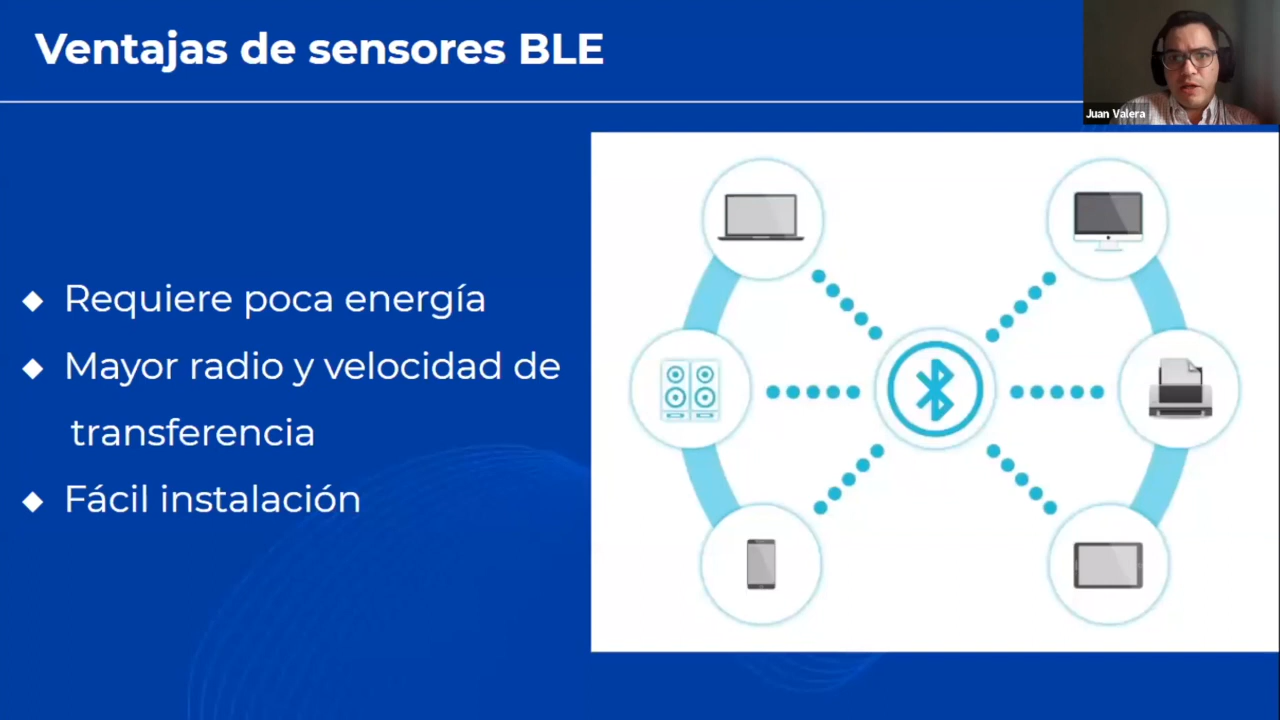 Ventajas de sensores BLE
Juan Valera
Requiere poca energía
Mayor radio y velocidad de
transferencia
Fácil instalación